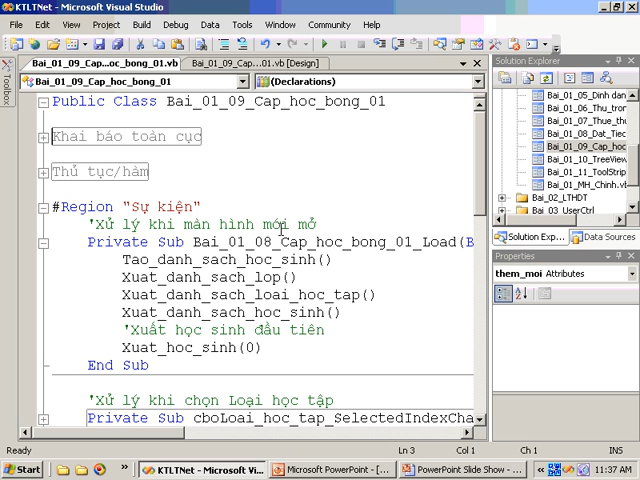 KTLTNet - Microsoft Visual Studio
File Edit View Project Build Debug Data Tools Window Community Help
Bai_01_09_Cap...oc_bong_01.vb Bai_01_09_Cap...01.vb [Design]
Bai_01_09_Cap_hoc_bong_01 (Declarations)
Toolbox
Public Class Bai_01_09_Cap_hoc_bong_01
Khai báo toàn cục
Thủ tục/hàm
#Region "Sự kiện"
'Xử lý khi màn hình mới mở
Private Sub Bai_01_08_Cap_hoc_bong_01_Load(B
Tao_danh_sach_hoc_sinh()
Xuat_danh_sach_lop()
Xuat_danh_sach_loai_hoc_tap()
Xuat_danh_sach_hoc_sinh()
'Xuất học sinh đầu tiên
Xuat_hoc_sinh(0)
End Sub
'Xử lý khi chọn Loại học tập
Private Sub cboLoai_hoc_tap_SelectedIndexCha
Solution Explorer
Bai_01_05_Dinh dan
Bai_01_06_Thu_tron
Bai_01_07_Thue_thu
Bai_01_08_Dat_Tiec
Bai_01_09_Cap_hoc
Bai_01_10_TreeView
Bai_01_11_ToolStrip
Bai_01_MH_Chinh.vb
Bai_02_LTHDT
Bai_03_UserCtrl
Solution Exp... Data Sources
Properties
them_moi Attributes
Ready Ln 3 Col 1 Ch 1 INS
Start KTLTNet - Microsoft Vi... Microsoft PowerPoint - [... PowerPoint Slide Show - ... 11:37 AM